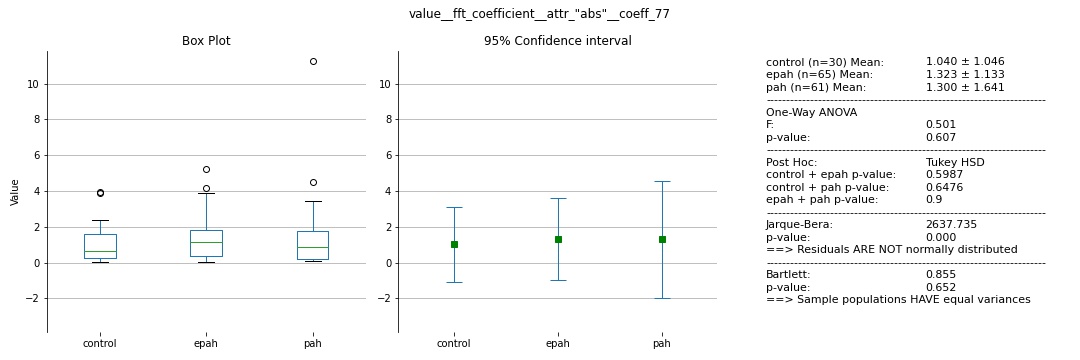 value__fft_coefficient__attr_"abs"__coeff_77
Box Plot
Value
10
8
6
4
2
0
−2
control epah pah
95% Confidence interval
10
8
6
4
2
0
−2
control epah pah
control (n=30) Mean: 1.040 ± 1.046
epah (n=65) Mean: 1.323 ± 1.133
pah (n=61) Mean: 1.300 ± 1.641
One-Way ANOVA
F: 0.501
p-value: 0.607
Post Hoc: Tukey HSD
control + epah p-value: 0.5987
control + pah p-value: 0.6476
epah + pah p-value: 0.9
Jarque-Bera: 2637.735
p-value: 0.000
==> Residuals ARE NOT normally distributed
Bartlett: 0.855
p-value: 0.652
==> Sample populations HAVE equal variances